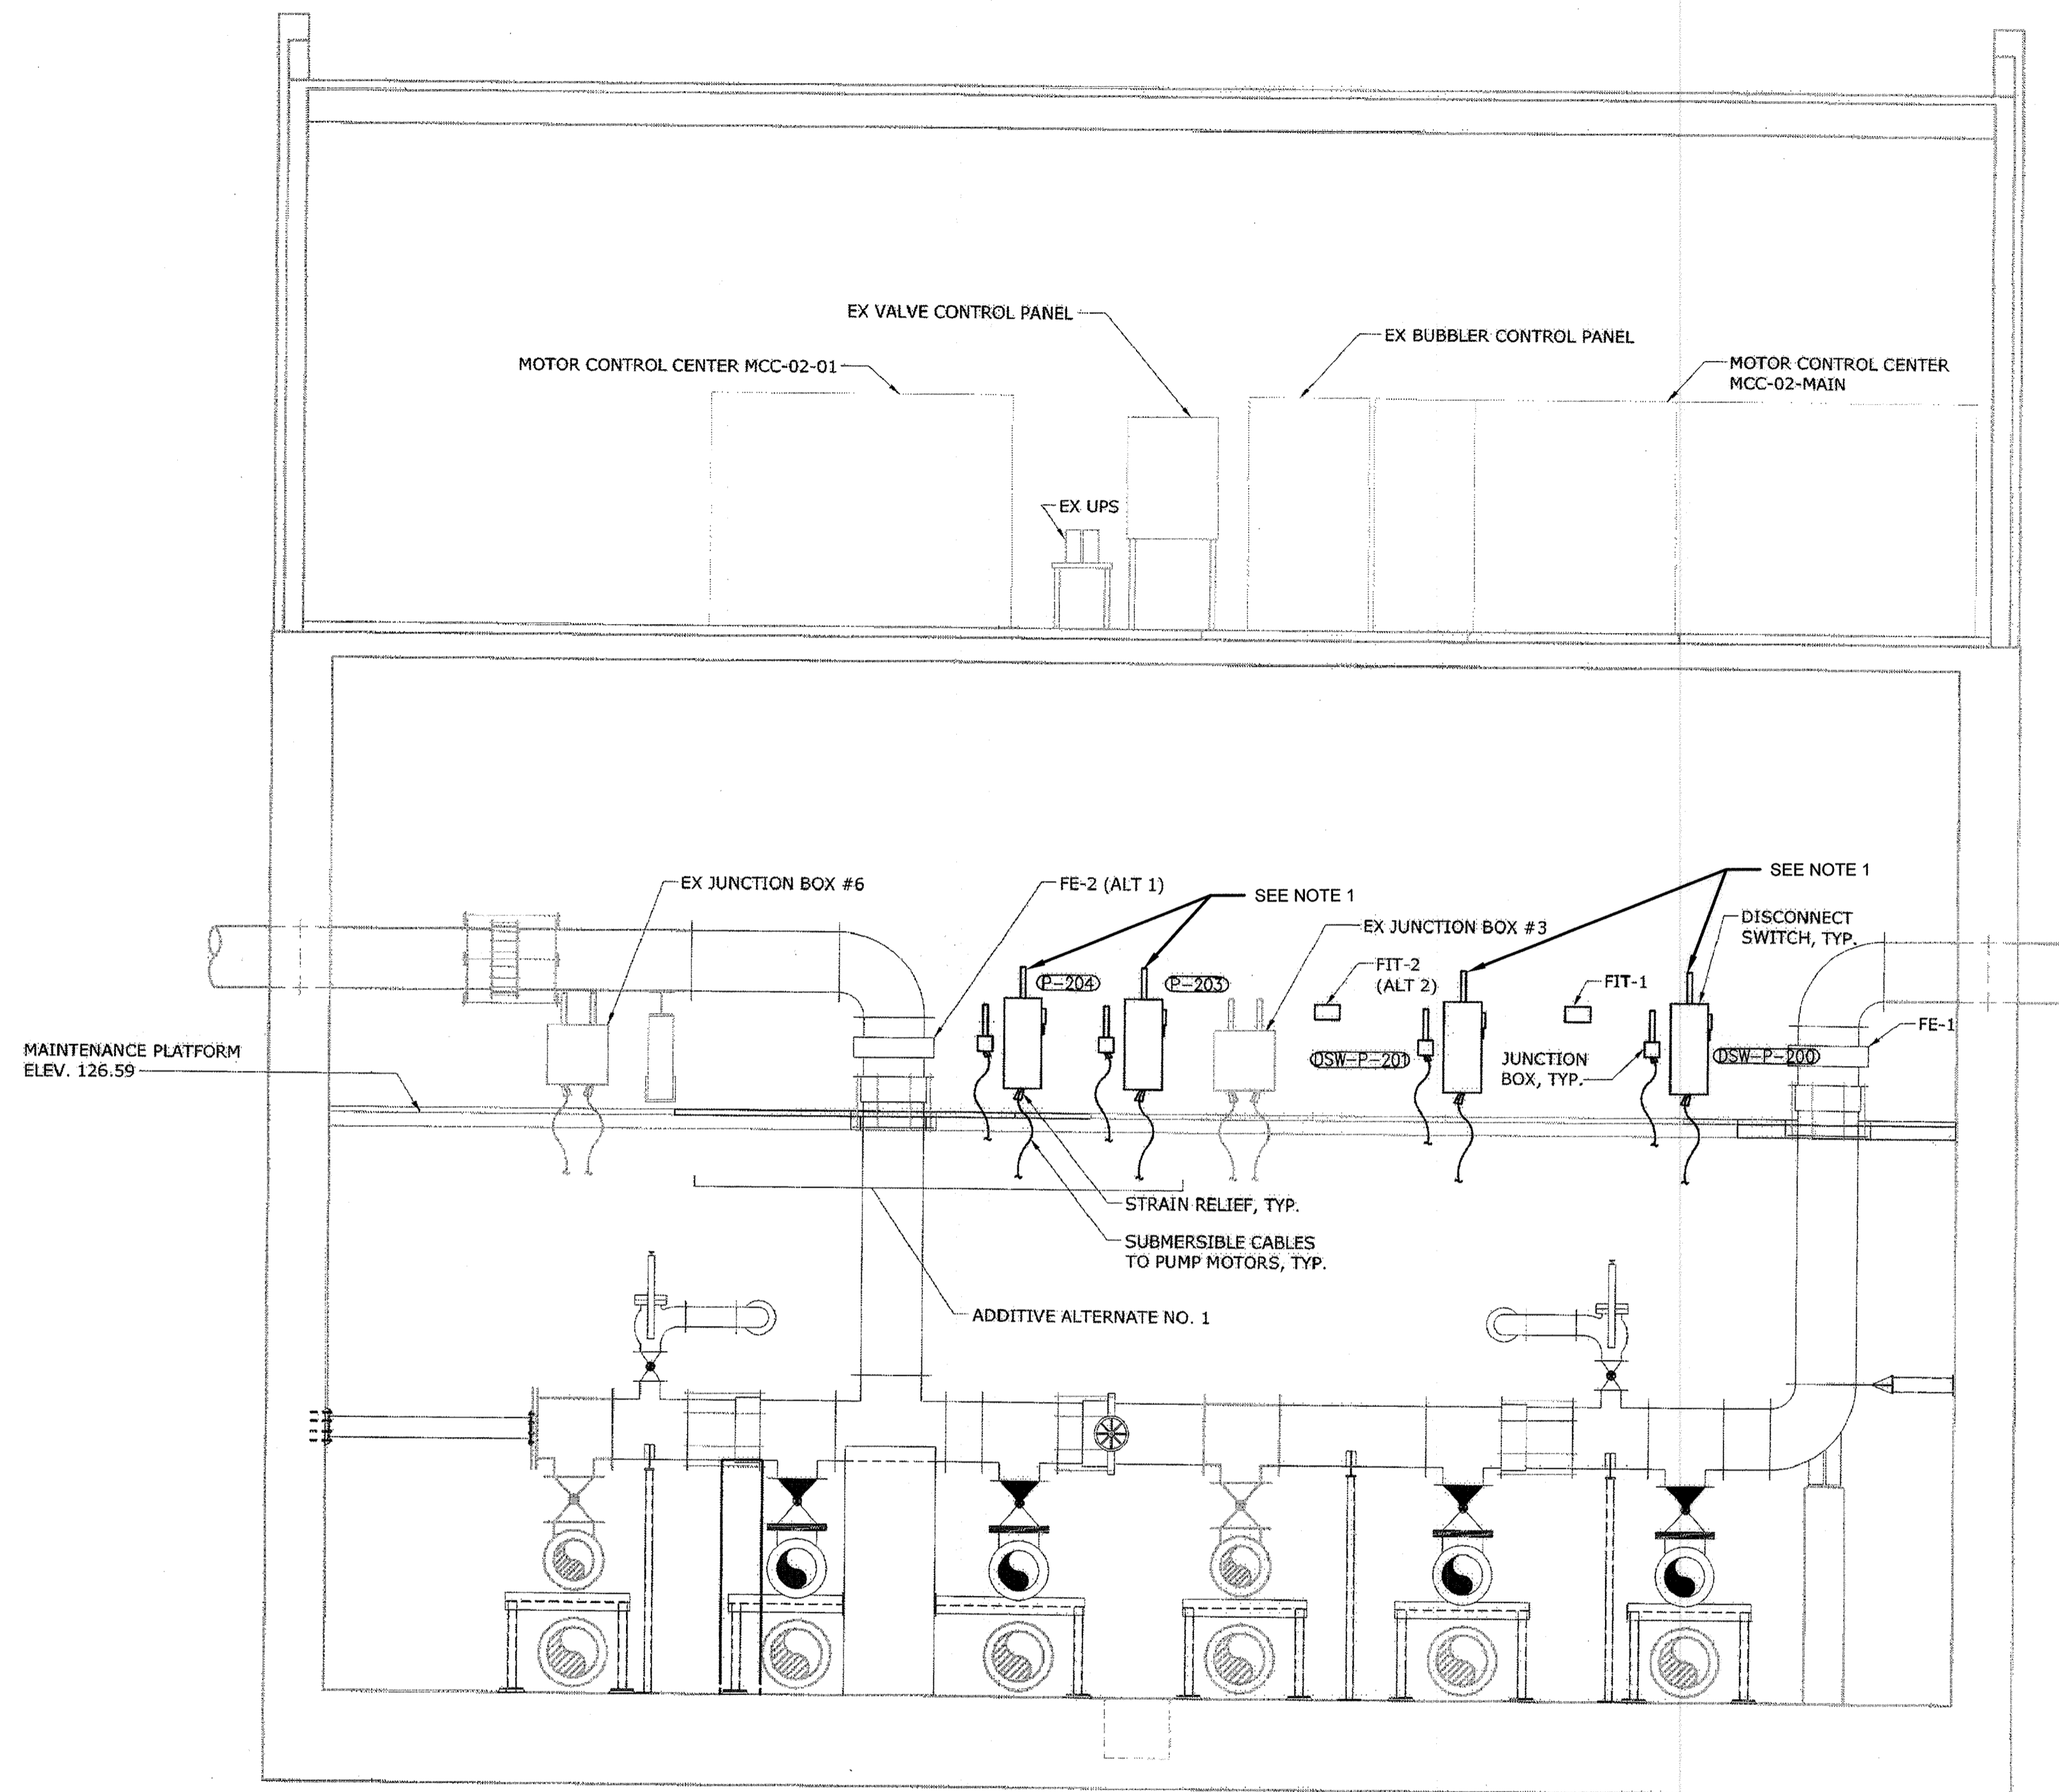 EX VALVE CONTROL PANEL
EX BUBBLER CONTROL PANEL
MOTOR CONTROL CENTER MCC-02-01
MOTOR CONTROL CENTER
MCC-02-MAIN
EX UPS
EX JUNCTION BOX #6
FE-2 (ALT 1)
SEE NOTE 1
SEE NOTE 1
EX JUNCTION BOX #3
DISCONNECT
SWITCH, TYP.
P-204
P-203
FIT-2
(ALT 2)
FIT-1
FE-1
MAINTENANCE PLATFORM
ELEV. 126.59
DSW-P-201
JUNCTION
BOX, TYP.
DSW-P-200
STRAIN RELIEF, TYP.
SUBMERSIBLE CABLES
TO PUMP MOTORS, TYP.
ADDITIVE ALTERNATE NO. 1